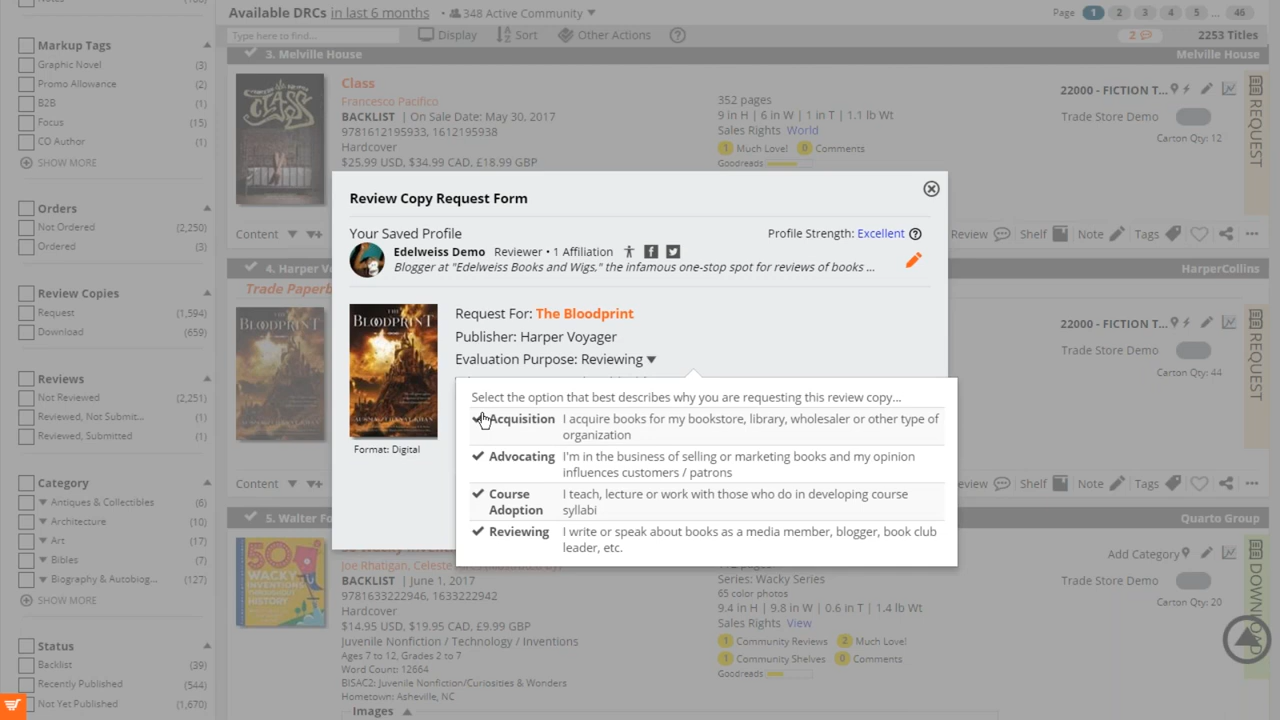 Notes (1)
Markup Tags
Graphic Novel (3)
Promo Allowance (2)
B2B (1)
Focus (15)
CO Author (1)
SHOW MORE
Orders
Not Ordered (2,250)
Ordered (3)
Review Copies
Request (1,594)
Download (659)
Reviews
Not Reviewed (2,251)
Reviewed, Not Submit... (1)
Reviewed, Submitted (1)
Category
Antiques & Collectibles (6)
Architecture (10)
Art (17)
Bibles (7)
Biography & Autobiog... (127)
SHOW MORE
Status
Backlist (39)
Recently Published (544)
Not Yet Published (1,670)
Available DRCs in last 6 months • 348 Active Community
Page 1 2 3 4 5 ... 46
Type here to find...
Display Sort Other Actions
2
2253 Titles
3. Melville House Melville House
CLASS
Class
Francesco Pacifico
BACKLIST | On Sale Date: May 30, 2017
9781612195933, 1612195938
Hardcover
$25.99 USD, $34.99 CAD, £18.99 GBP
352 pages
9 in H | 6 in W | 1 in T | 1.1 lb Wt
Sales Rights World
1 Much Love! 0 Comments
Goodreads
22000 - FICTION T...
Trade Store Demo
Carton Qty: 12
REQUEST
Content Review Shelf Note Tags
4. Harper Vo HarperCollins
Trade Paperb
THE BLOODPRINT
22000 - FICTION T...
Trade Store Demo
Carton Qty: 44
REQUEST
Content eview Shelf Note Tags
Review Copy Request Form
Your Saved Profile
Profile Strength: Excellent
Edelweiss Demo Reviewer • 1 Affiliation
Blogger at "Edelweiss Books and Wigs," the infamous one-stop spot for reviews of books ...
THE BLOODPRINT
Format: Digital
Request For: The Bloodprint
Publisher: Harper Voyager
Evaluation Purpose: Reviewing
Select the option that best describes why you are requesting this review copy...
Acquisition I acquire books for my bookstore, library, wholesaler or other type of
organization
Advocating I'm in the business of selling or marketing books and my opinion
influences customers / patrons
Course I teach, lecture or work with those who do in developing course
Adoption syllabi
Reviewing I write or speak about books as a media member, blogger, book club
leader, etc.
5. Walter Fo Quarto Group
50 WACKY INVENTIONS THROUGHOUT HISTORY
Joe Rhatigan, Celeste
BACKLIST | June 1, 2017
9781633222946, 1633222942
Hardcover
$14.95 USD, $19.95 CAD, £9.99 GBP
Juvenile Nonfiction / Technology / Inventions
Ages 7 to 12, Grades 2 to 7
Word Count: 12664
BISAC2: Juvenile Nonfiction/Curiosities & Wonders
Hometown: Asheville, NC
Images
Series: Wacky Series
65 color photos
9.4 in H | 9.8 in W | 0.6 in T | 1.4 lb Wt
Sales Rights View
1 Community Reviews 2 Much Love!
1 Community Shelves 0 Comments
Goodreads
Add Category
Trade Store Demo
Carton Qty: 20
DOWNLOAD